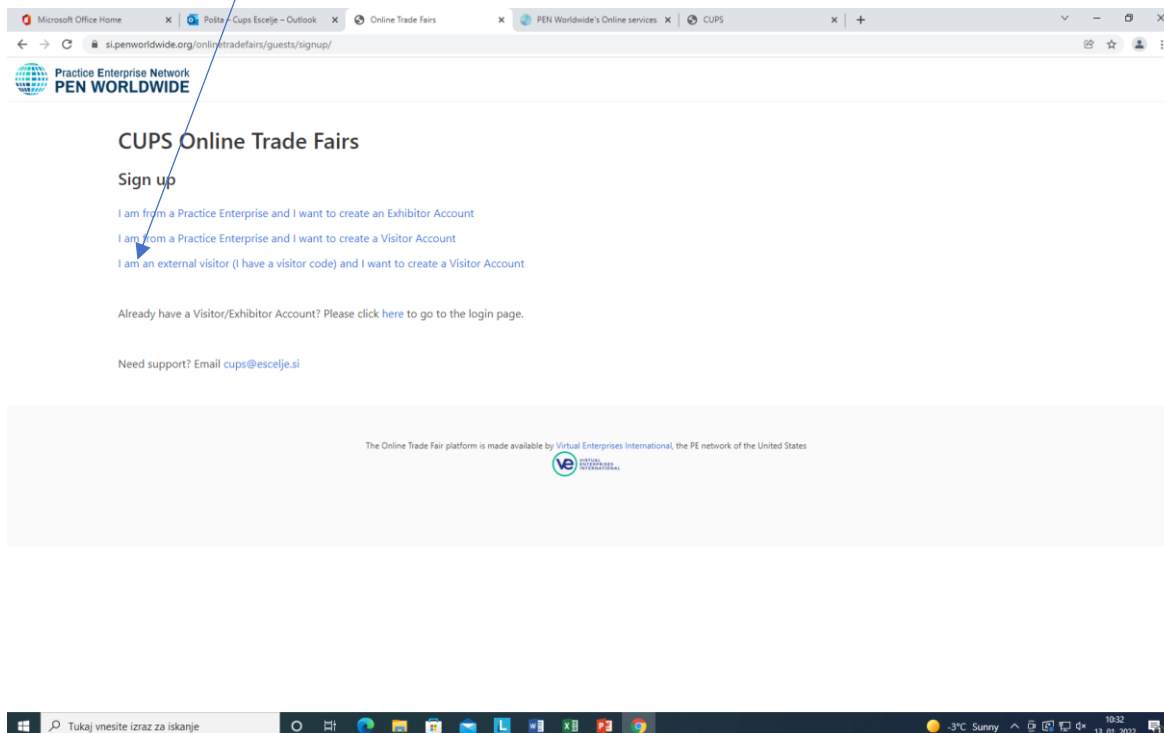 Microsoft Office Home
Pošta – Cups Escelje – Outlook
Online Trade Fairs
PEN Worldwide's Online services
CUPS
si.penworldwide.org/onlinetradefairs/guests/signup/
Practice Enterprise Network
PEN WORLDWIDE
CUPS Online Trade Fairs
Sign up
I am from a Practice Enterprise and I want to create an Exhibitor Account
I am from a Practice Enterprise and I want to create a Visitor Account
I am an external visitor (I have a visitor code) and I want to create a Visitor Account
Already have a Visitor/Exhibitor Account? Please click here to go to the login page.
Need support? Email cups@escelje.si
The Online Trade Fair platform is made available by Virtual Enterprises International, the PE network of the United States
ve VIRTUAL
ENTERPRISES
INTERNATIONAL
Tukaj vnesite izraz za iskanje
-3°C Sunny
10:32
13. 01. 2022